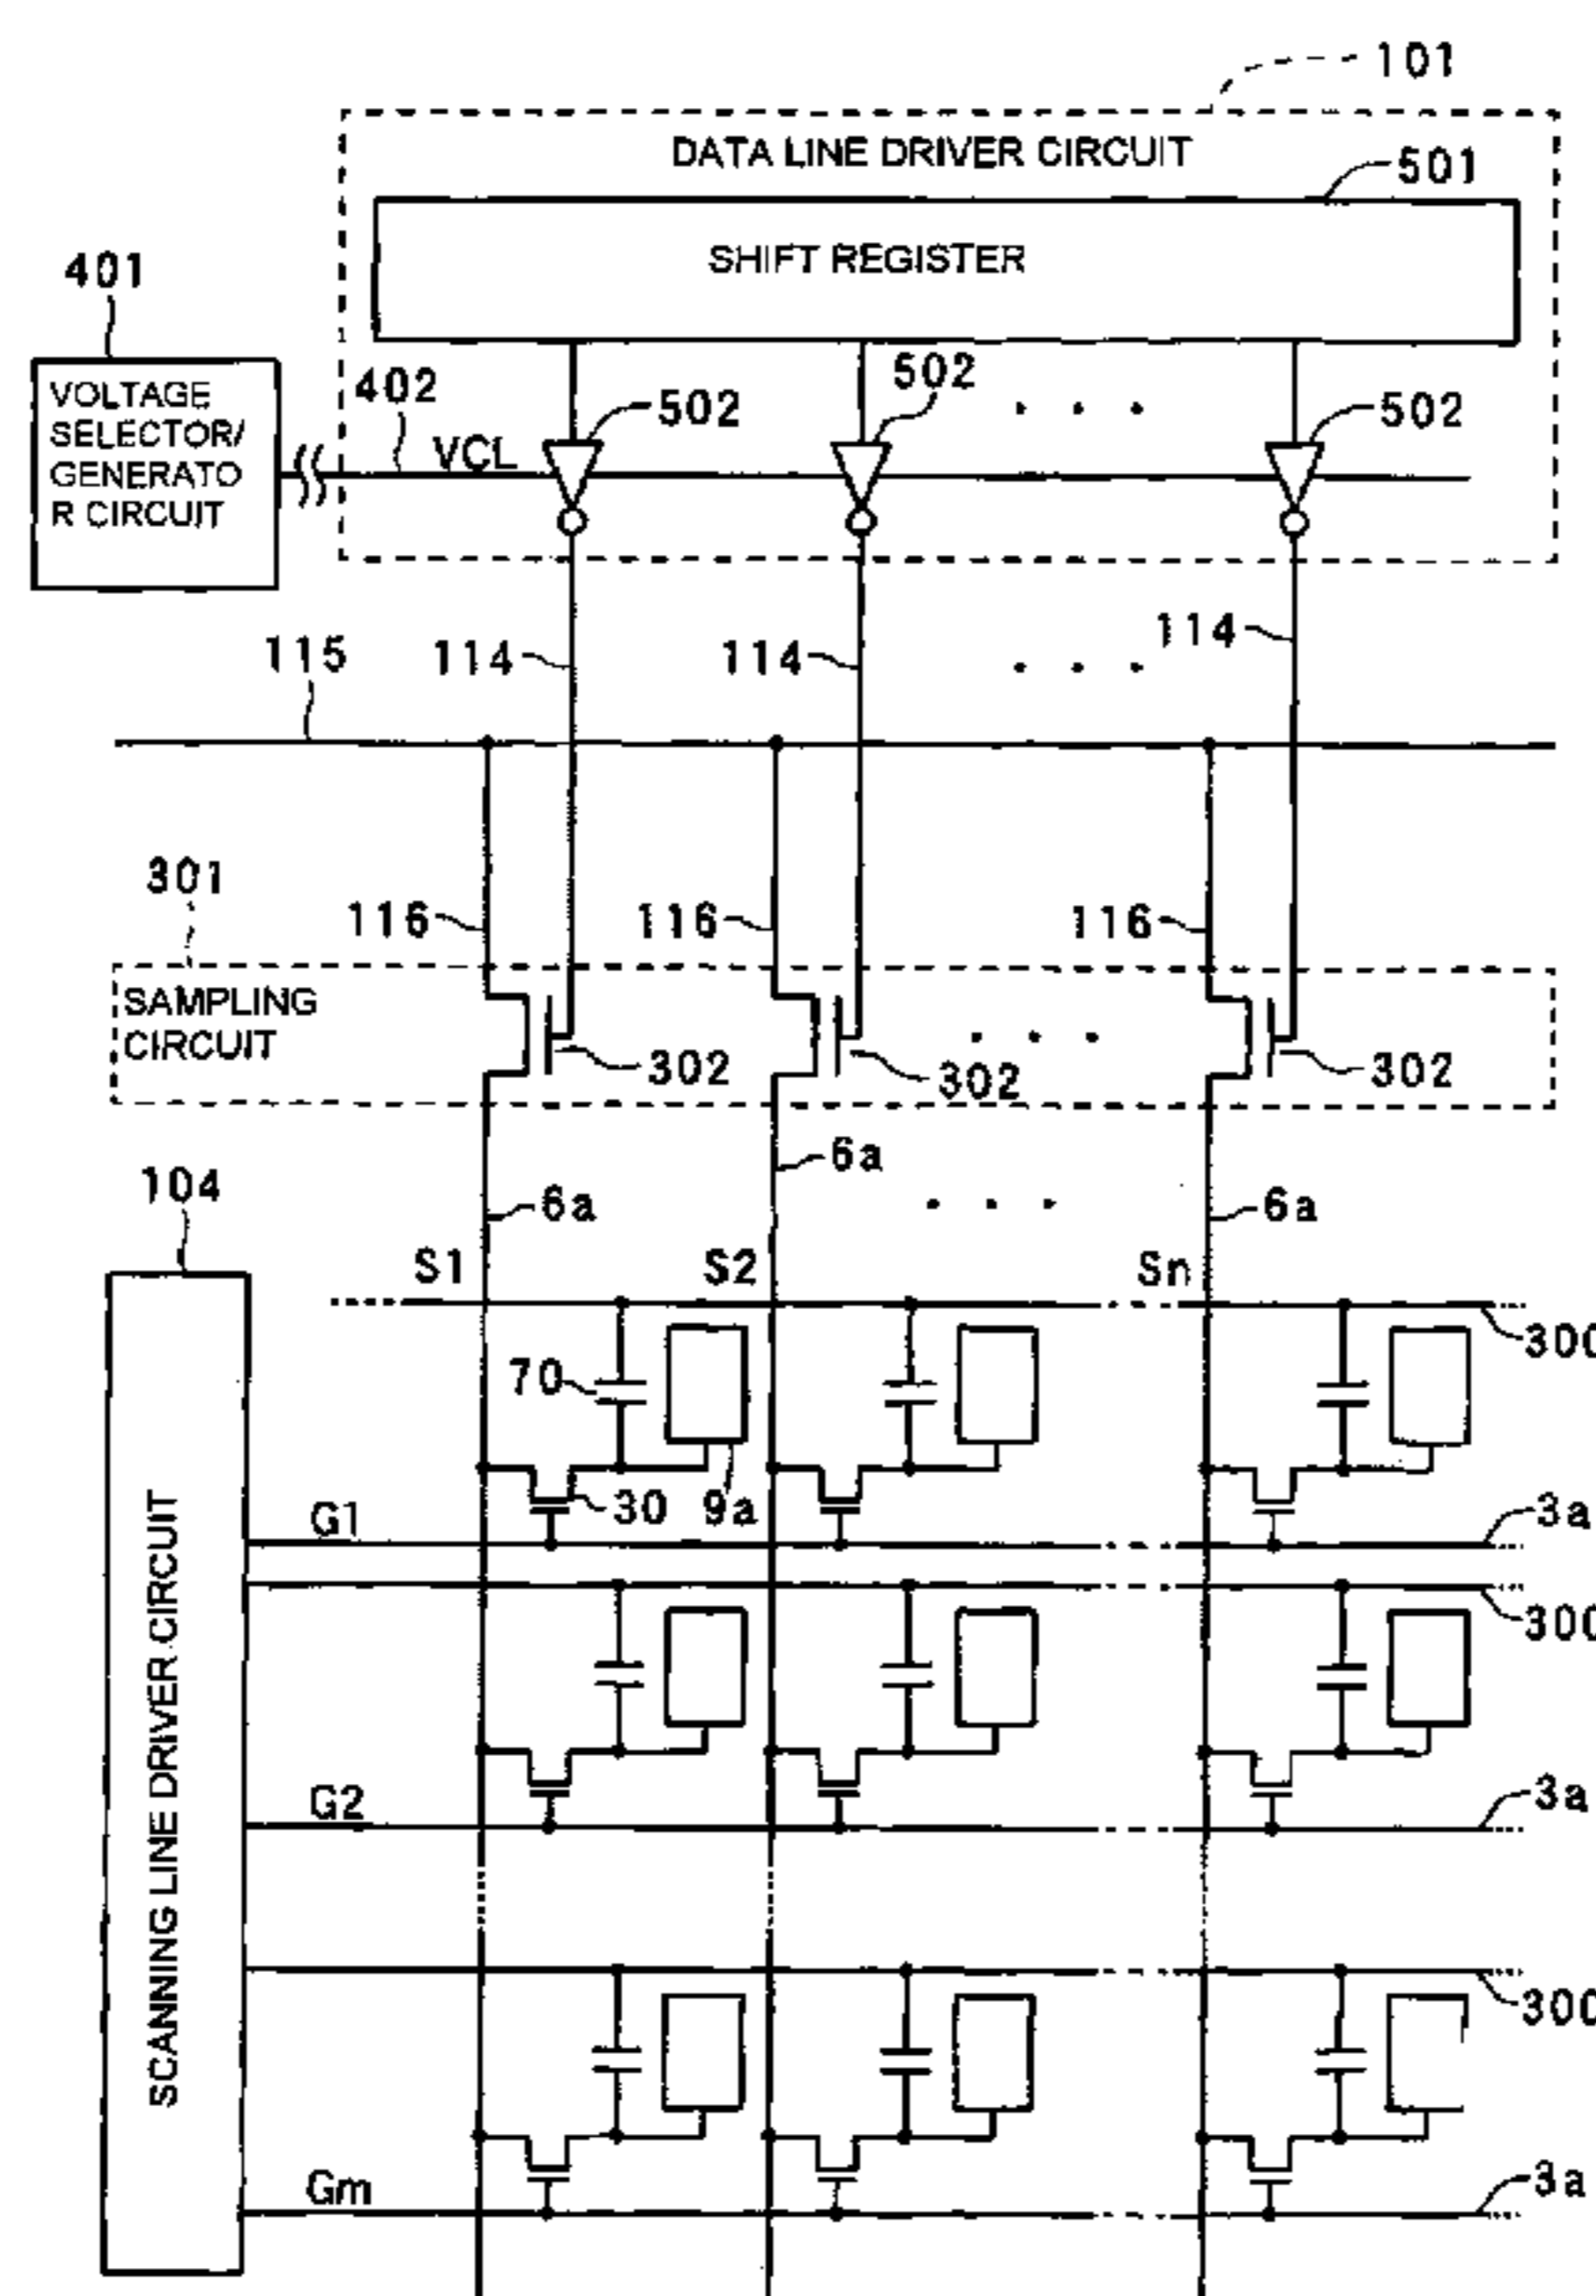 101
DATA LINE DRIVER CIRCUIT
501
SHIFT REGISTER
401
VOLTAGE
SELECTOR/
GENERATO
R CIRCUIT
402
VCL
502
502
502
115
114
114
114
301
116
116
116
SAMPLING
CIRCUIT
302
302
302
104
6a
6a
6a
S1
S2
Sn
300
70
30
9a
G1
3a
300
SCANNING LINE DRIVER CIRCUIT
G2
3a
300
Gm
3a